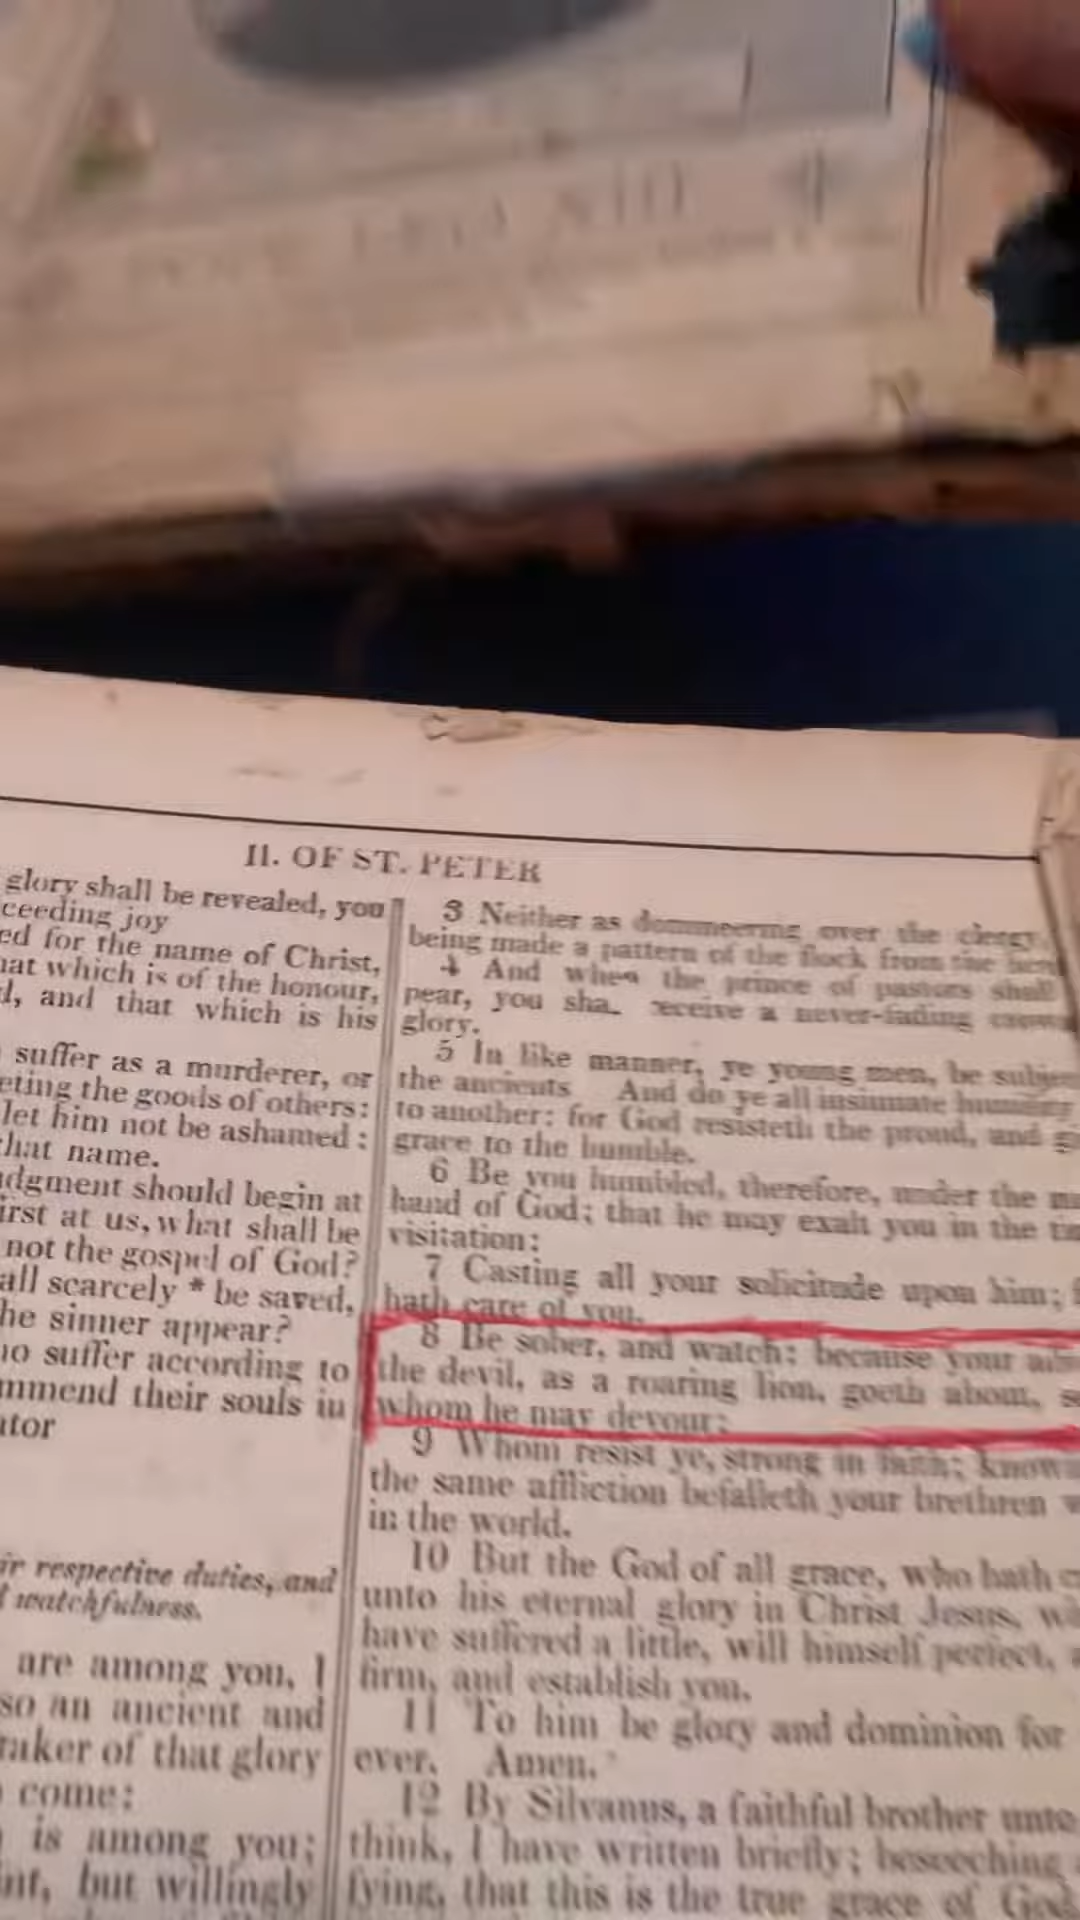 LEO XIII
II. OF ST. PETER
glory shall be revealed, you
ceeding joy
ed for the name of Christ,
hat which is of the honour,
d, and that which is his
suffer as a murderer, or
eting the goods of others:
let him not be ashamed:
that name.
dgment should begin at
irst at us, what shall be
not the gospel of God?
all scarcely * be saved,
he sinner appear?
ho suffer according to
mmend their souls in
ator
ir respective duties, and
watchfulness.
are among you, I
so an ancient and
taker of that glory
come:
is among you;
int, but willingly
3 Neither as domineering over the clergy,
being made a pattern of the flock from the
4 And when the prince of pastors shall
pear, you sha receive a never-fading crow
glory.
5 In like manner, ye young men, be subje
the ancients And do ye all insinuate humility
to another: for God resisteth the proud, and gi
grace to the humble.
6 Be you humbled, therefore, under the m
hand of God; that he may exalt you in the
visitation:
7 Casting all your solicitude upon him; f
hath care of you.
8 Be sober, and watch: because your
the devil, as a roaring lion, goeth about, s
whom he may devour:
9 Whom resist ye, strong in faith; know
the same affliction befalleth your brethren w
in the world.
10 But the God of all grace, who hath c
unto his eternal glory in Christ Jesus, w
have suffered a little, will himself perfect,
firm, and establish you.
11 To him be glory and dominion for
ever. Amen.
12 By Silvanus, a faithful brother unto
think, I have written briefly; beseeching
fying, that this is the true grace of God